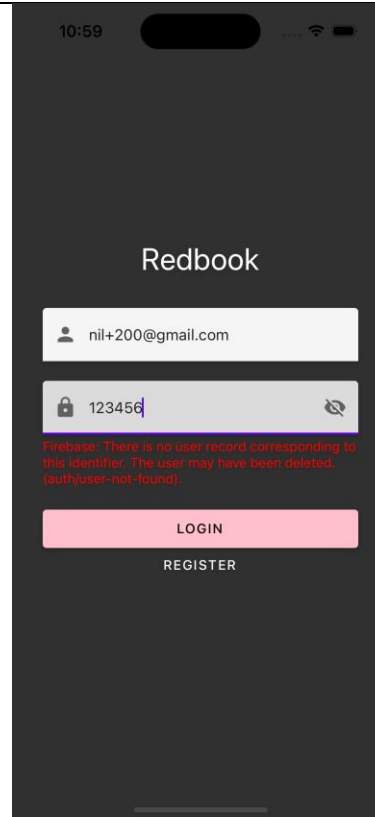 10:59
Redbook
nil+200@gmail.com
123456
Firebase: There is no user record corresponding to
this identifier. The user may have been deleted.
(auth/user-not-found).
LOGIN
REGISTER